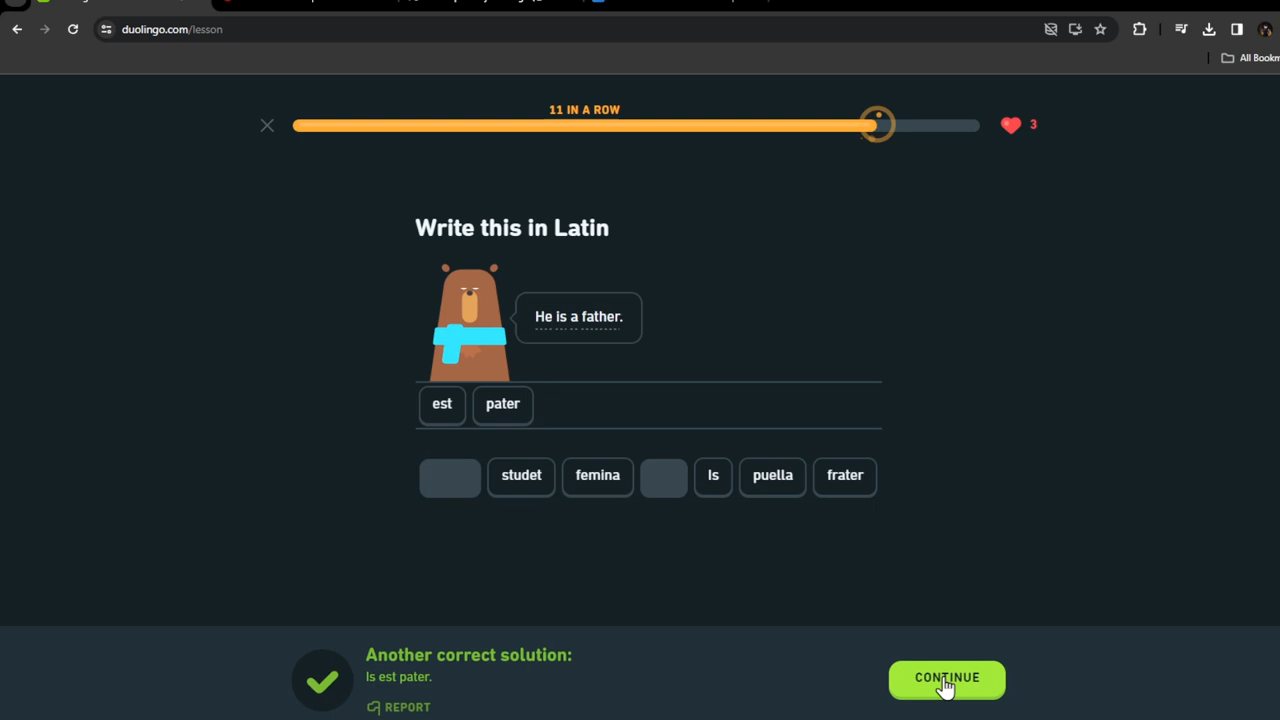 duolingo.com/lesson
All Bookm
11 IN A ROW
3
Write this in Latin
He is a father.
est pater
studet femina Is puella frater
Another correct solution:
Is est pater.
REPORT
CONTINUE